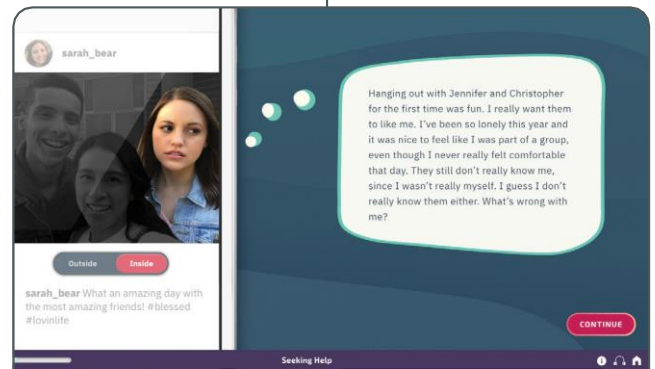 sarah_bear
Outside
Inside
sarah_bear What an amazing day with
the most amazing friends! #blessed
#lovinlife
Hanging out with Jennifer and Christopher
for the first time was fun. I really want them
to like me. I've been so lonely this year and
it was nice to feel like I was part of a group,
even though I never really felt comfortable
that day. They still don't really know me,
since I wasn't really myself. I guess I don't
really know them either. What's wrong with
me?
CONTINUE
Seeking Help